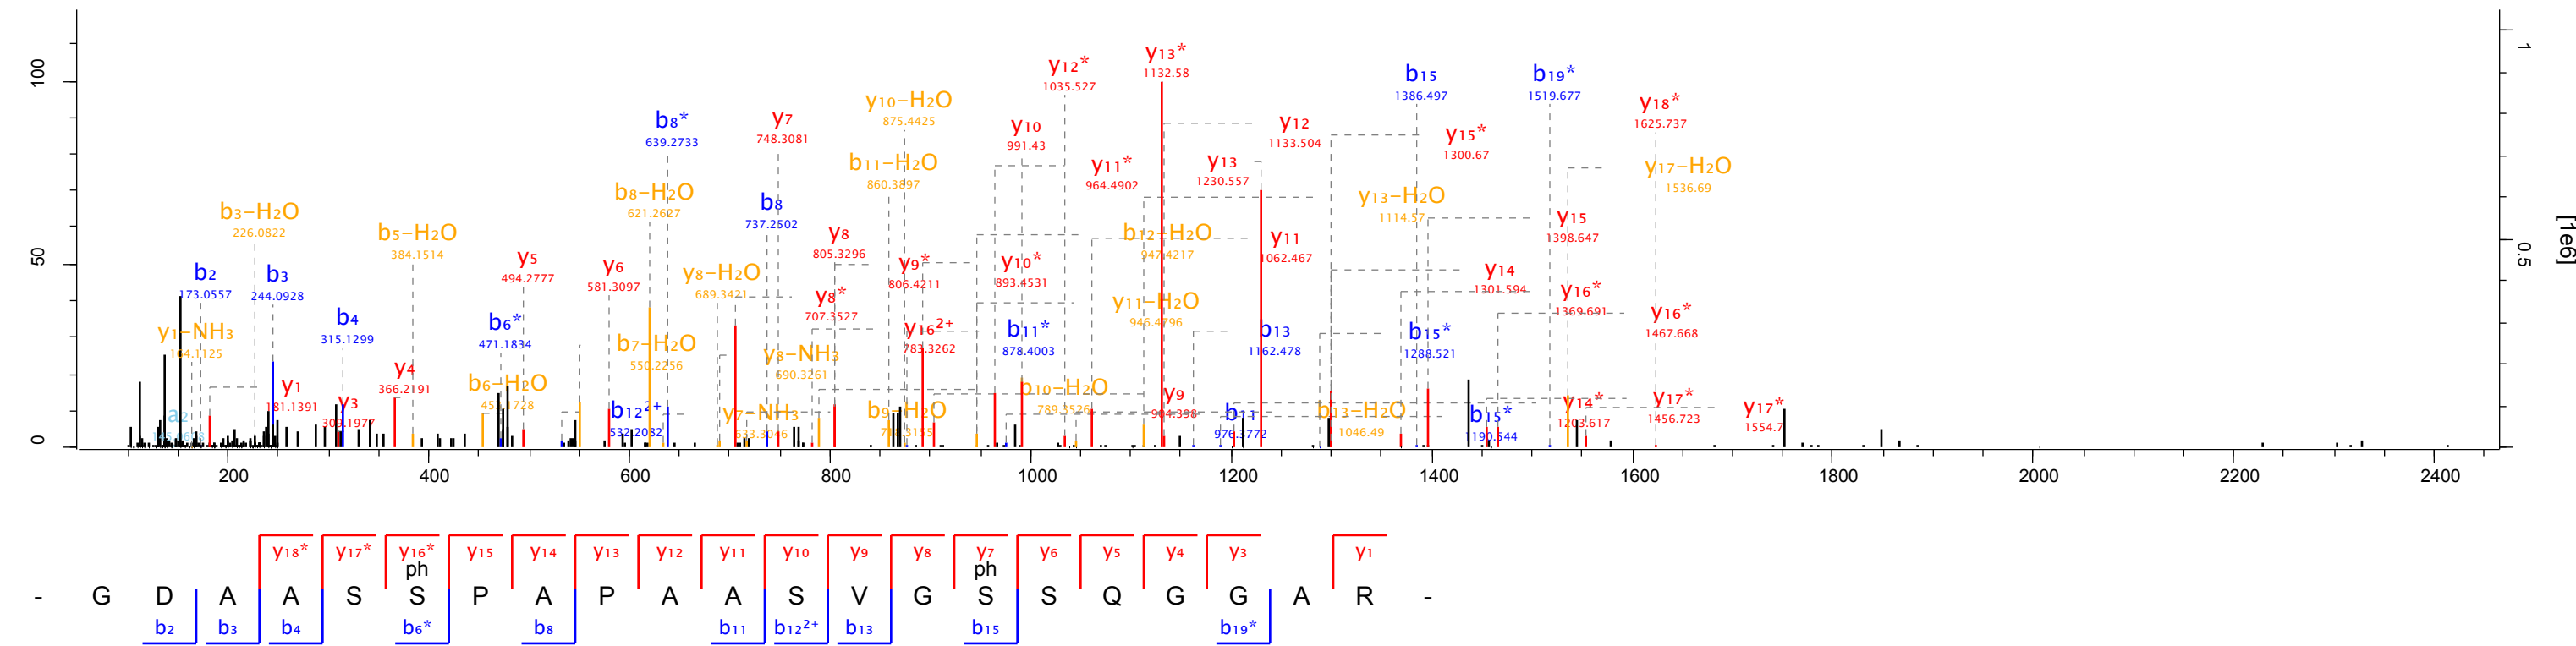 y13*
1132.58
y12*
1035.527
b15
1386.497
b19*
1519.677
y10–H2O
875.4425
y18*
1625.737
b8*
639.2733
y7
748.3081
y10
991.43
y12
1133.504
y15*
1300.67
b11–H2O
860.3897
y11*
964.4902
y13
1230.557
y17–H2O
1536.69
b8–H2O
621.2627
y13–H2O
1114.57
b3–H2O
226.0822
b8
737.2502
y15
1398.647
b5–H2O
384.1514
y8
805.3296
b12–H2O
947.4217
y11
1062.467
b2
173.0557
b3
244.0928
y5
494.2777
y6
581.3097
y8–H2O
689.3421
y9*
806.4211
y10*
893.4531
y14
1301.594
y8*
707.3527
y11–H2O
946.4796
y16*
1369.691
y16*
1467.668
y1–NH3
b4
315.1299
b6*
471.1834
b7–H2O
550.2256
y8–NH3
690.3261
y16 2+
783.3262
b11*
878.4003
b13
1162.478
b15*
1288.521
y1
181.1391
y3
y4
366.2191
b6–H2O
b12 2+
532.2082
y7–NH3
b9–H2O
b10–H2O
y9
904.398
b11
976.3772
b13–H2O
1046.49
b15*
y14*
1203.617
y17*
1456.723
y17*
1554.7
a2
0 50 100
0.5 1
[1e6]
200 400 600 800 1000 1200 1400 1600 1800 2000 2200 2400
y18* y17* y16* y15 y14 y13 y12 y11 y10 y9 y8 y7 y6 y5 y4 y3 y1
ph ph
- G D A A S S P A P A A S V G S S Q G G A R -
b2 b3 b4 b6* b8 b11 b12 2+ b13 b15 b19*